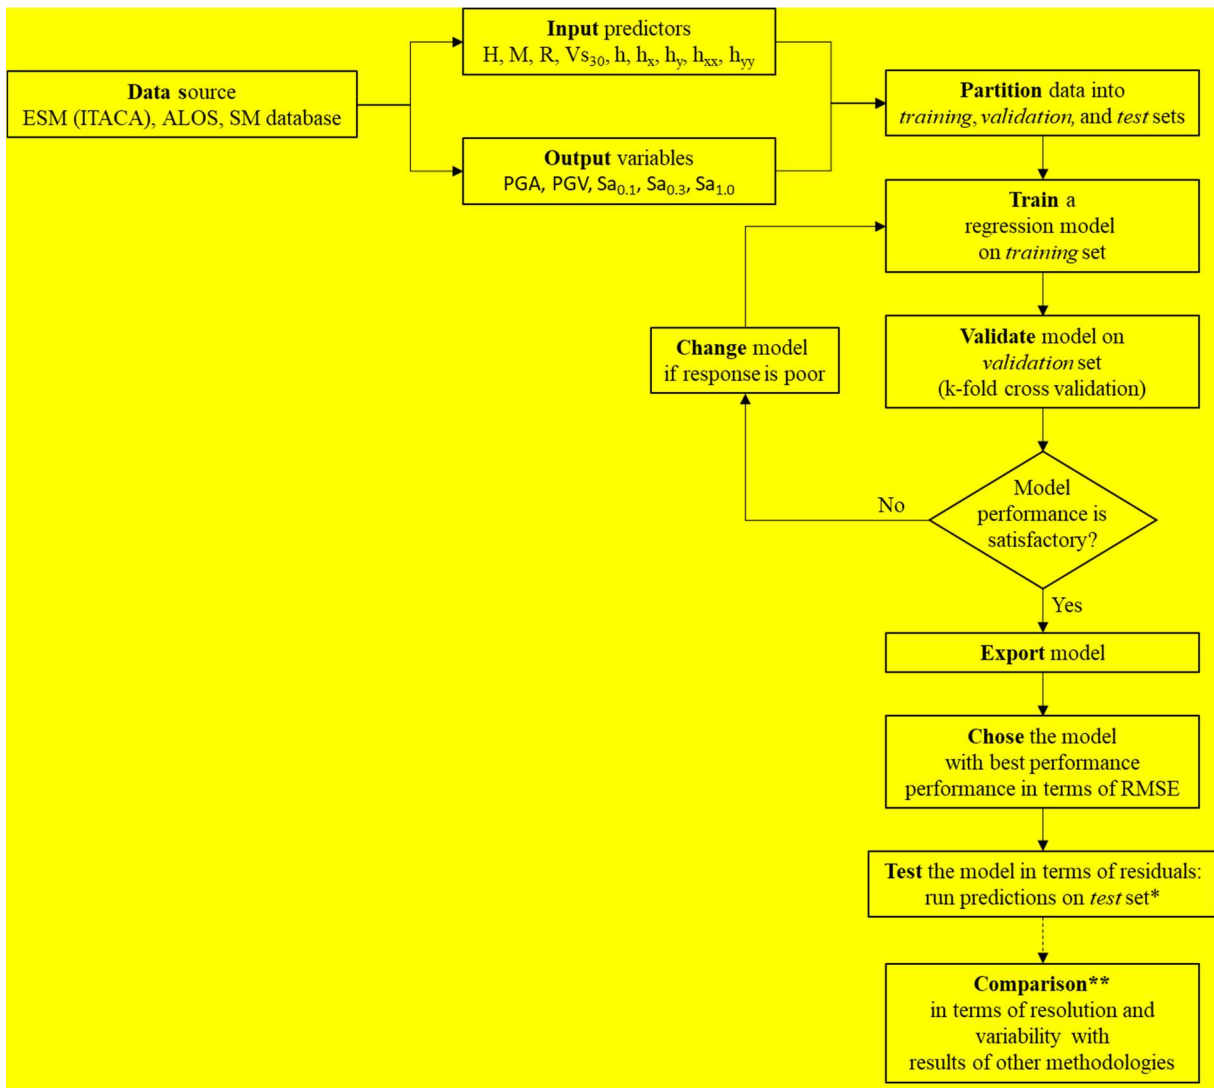 Input predictors
H, M, R, Vs30, h, hx, hy, hxx, hyy
Data source
ESM (ITACA), ALOS, SM database
Output variables
PGA, PGV, Sa0.1, Sa0.3, Sa1.0
Partition data into
training, validation, and test sets
Train a
regression model
on training set
Change model
if response is poor
Validate model on
validation set
(k-fold cross validation)
Model
performance is
satisfactory?
No
Yes
Export model
Chose the model
with best performance
performance in terms of RMSE
Test the model in terms of residuals:
run predictions on test set*
Comparison**
in terms of resolution and
variability with
results of other methodologies